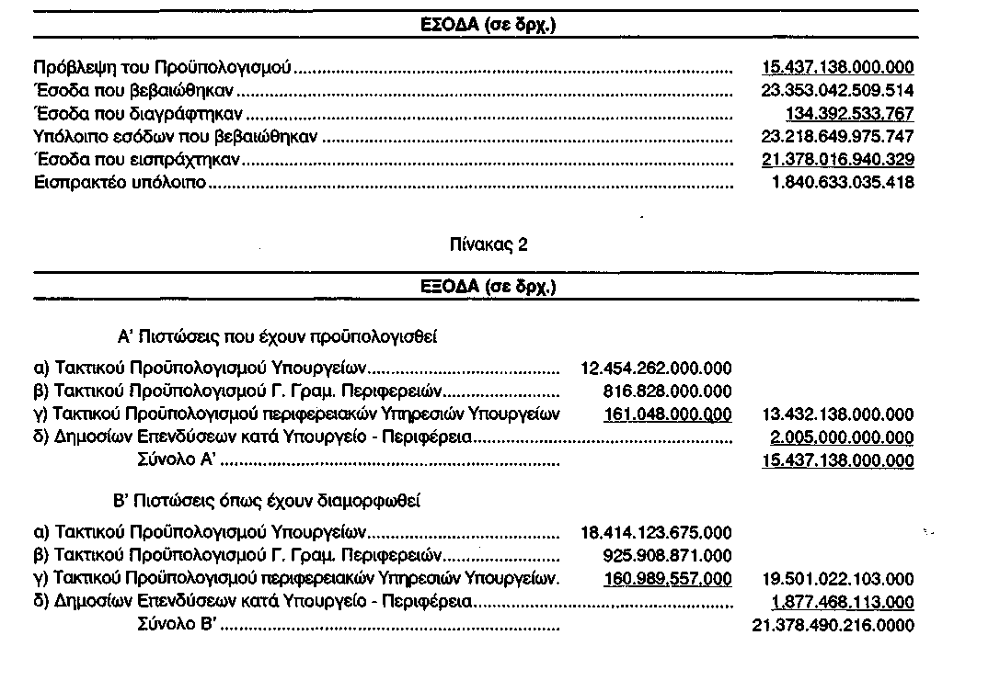 ΕΣΟΔΑ (σε δρχ.)
Πρόβλεψη του Προϋπολογισμού................ 15.437.138.000.000
Έσοδα που βεβαιώθηκαν................ 23.353.042.509.514
Έσοδα που διαγράφτηκαν................ 134.392.533.767
Υπόλοιπο εσόδων που βεβαιώθηκαν................ 23.218.649.975.747
Έσοδα που εισπράχτηκαν................ 21.378.016.940.329
Εισπρακτέο υπόλοιπο................ 1.840.633.035.418
Πίνακας 2
ΕΞΟΔΑ (σε δρχ.)
Α' Πιστώσεις που έχουν προϋπολογισθεί
α) Τακτικού Προϋπολογισμού Υπουργείων................ 12.454.262.000.000
β) Τακτικού Προϋπολογισμού Γ. Γραμ. Περιφερειών................ 816.828.000.000
γ) Τακτικού Προϋπολογισμού περιφερειακών Υπηρεσιών Υπουργείων 161.048.000.000 13.432.138.000.000
δ) Δημοσίων Επενδύσεων κατά Υπουργείο - Περιφέρεια................ 2.005.000.000.000
Σύνολο Α'................ 15.437.138.000.000
Β' Πιστώσεις όπως έχουν διαμορφωθεί
α) Τακτικού Προϋπολογισμού Υπουργείων................ 18.414.123.675.000
β) Τακτικού Προϋπολογισμού Γ. Γραμ. Περιφερειών................ 925.908.871.000
γ) Τακτικού Προϋπολογισμού περιφερειακών Υπηρεσιών Υπουργείων. 160.989.557.000 19.501.022.103.000
δ) Δημοσίων Επενδύσεων κατά Υπουργείο - Περιφέρεια................ 1.877.468.113.000
Σύνολο Β'................ 21.378.490.216.0000